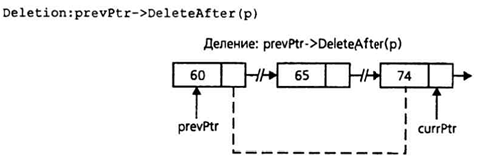 Deletion:prevPtr->DeleteAfter(p)
Деление: prevPtr->DeleteAfter(p)
60 65 74
prevPtr currPtr